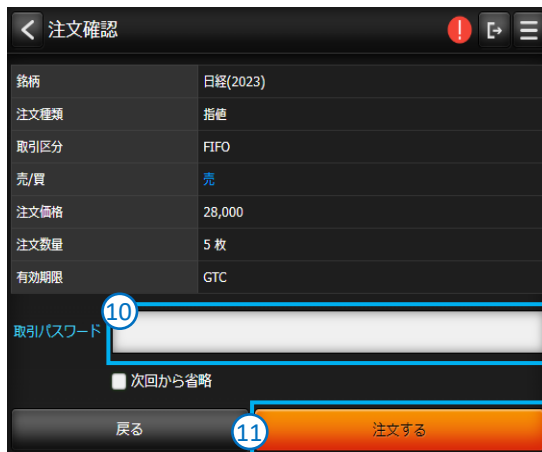 注文確認
銘柄 日経(2023)
注文種類 指値
取引区分 FIFO
売/買 売
注文価格 28,000
注文数量 5 枚
有効期限 GTC
10
取引パスワード
次回から省略
戻る 11 注文する